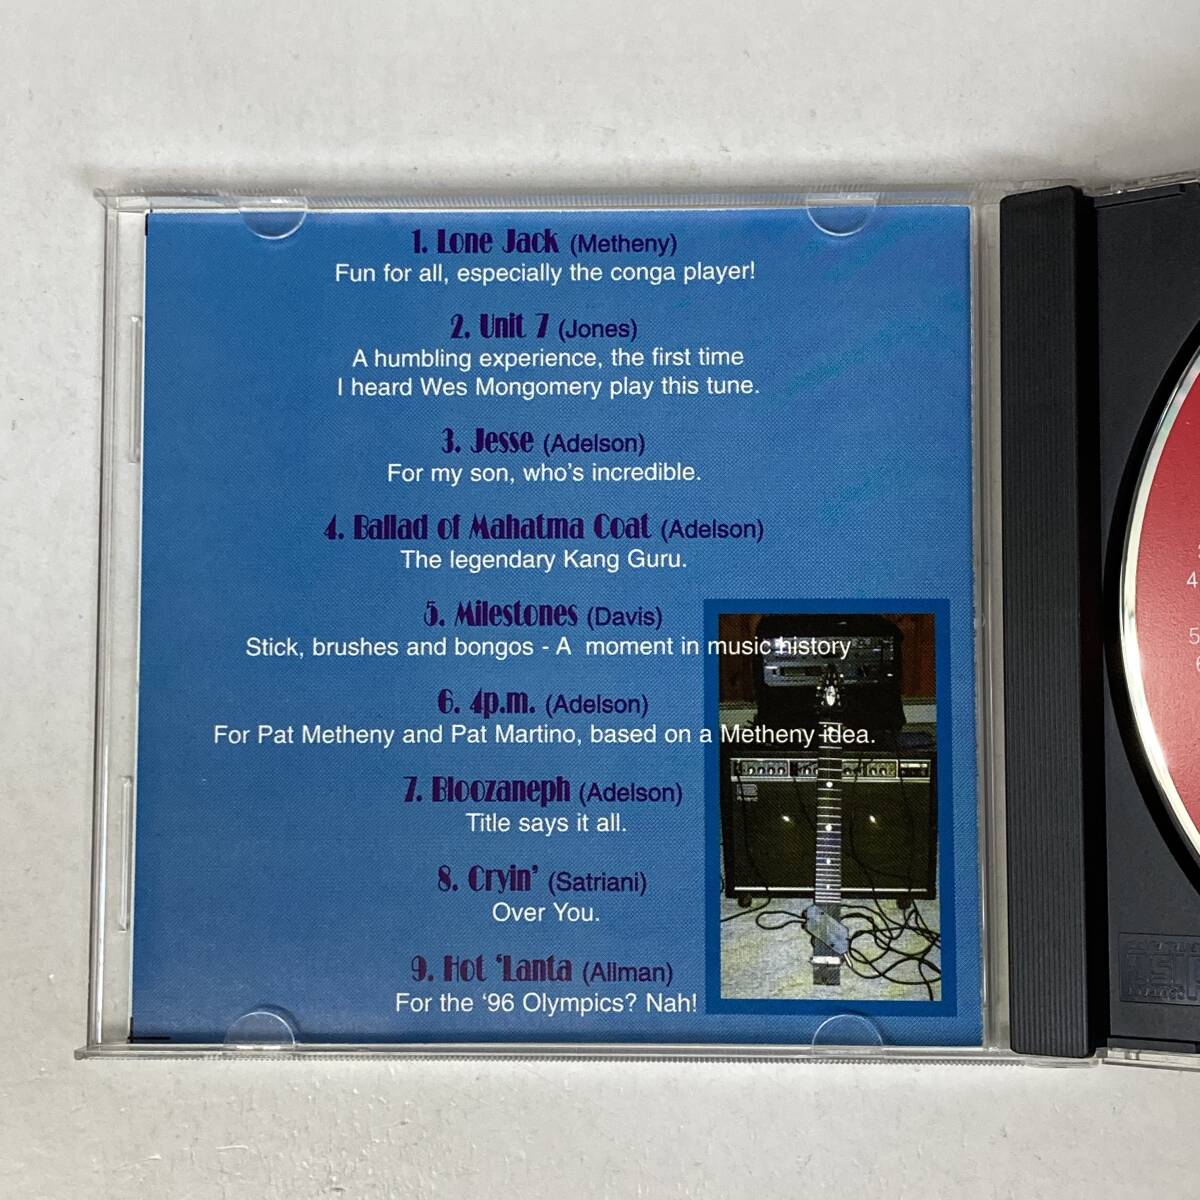 1. Lone Jack (Metheny)
Fun for all, especially the conga player!
2. Unit 7 (Jones)
A humbling experience, the first time
I heard Wes Mongomery play this tune.
3. Jesse (Adelson)
For my son, who's incredible.
4. Ballad of Mahatma Coat (Adelson)
The legendary Kang Guru.
5. Milestones (Davis)
Stick, brushes and bongos - A moment in music history
6. 4p.m. (Adelson)
For Pat Metheny and Pat Martino, based on a Metheny idea.
7. Bloozaneph (Adelson)
Title says it all.
8. Cryin' (Satriani)
Over You.
9. Hot 'Lanta (Allman)
For the '96 Olympics? Nah!
4
5